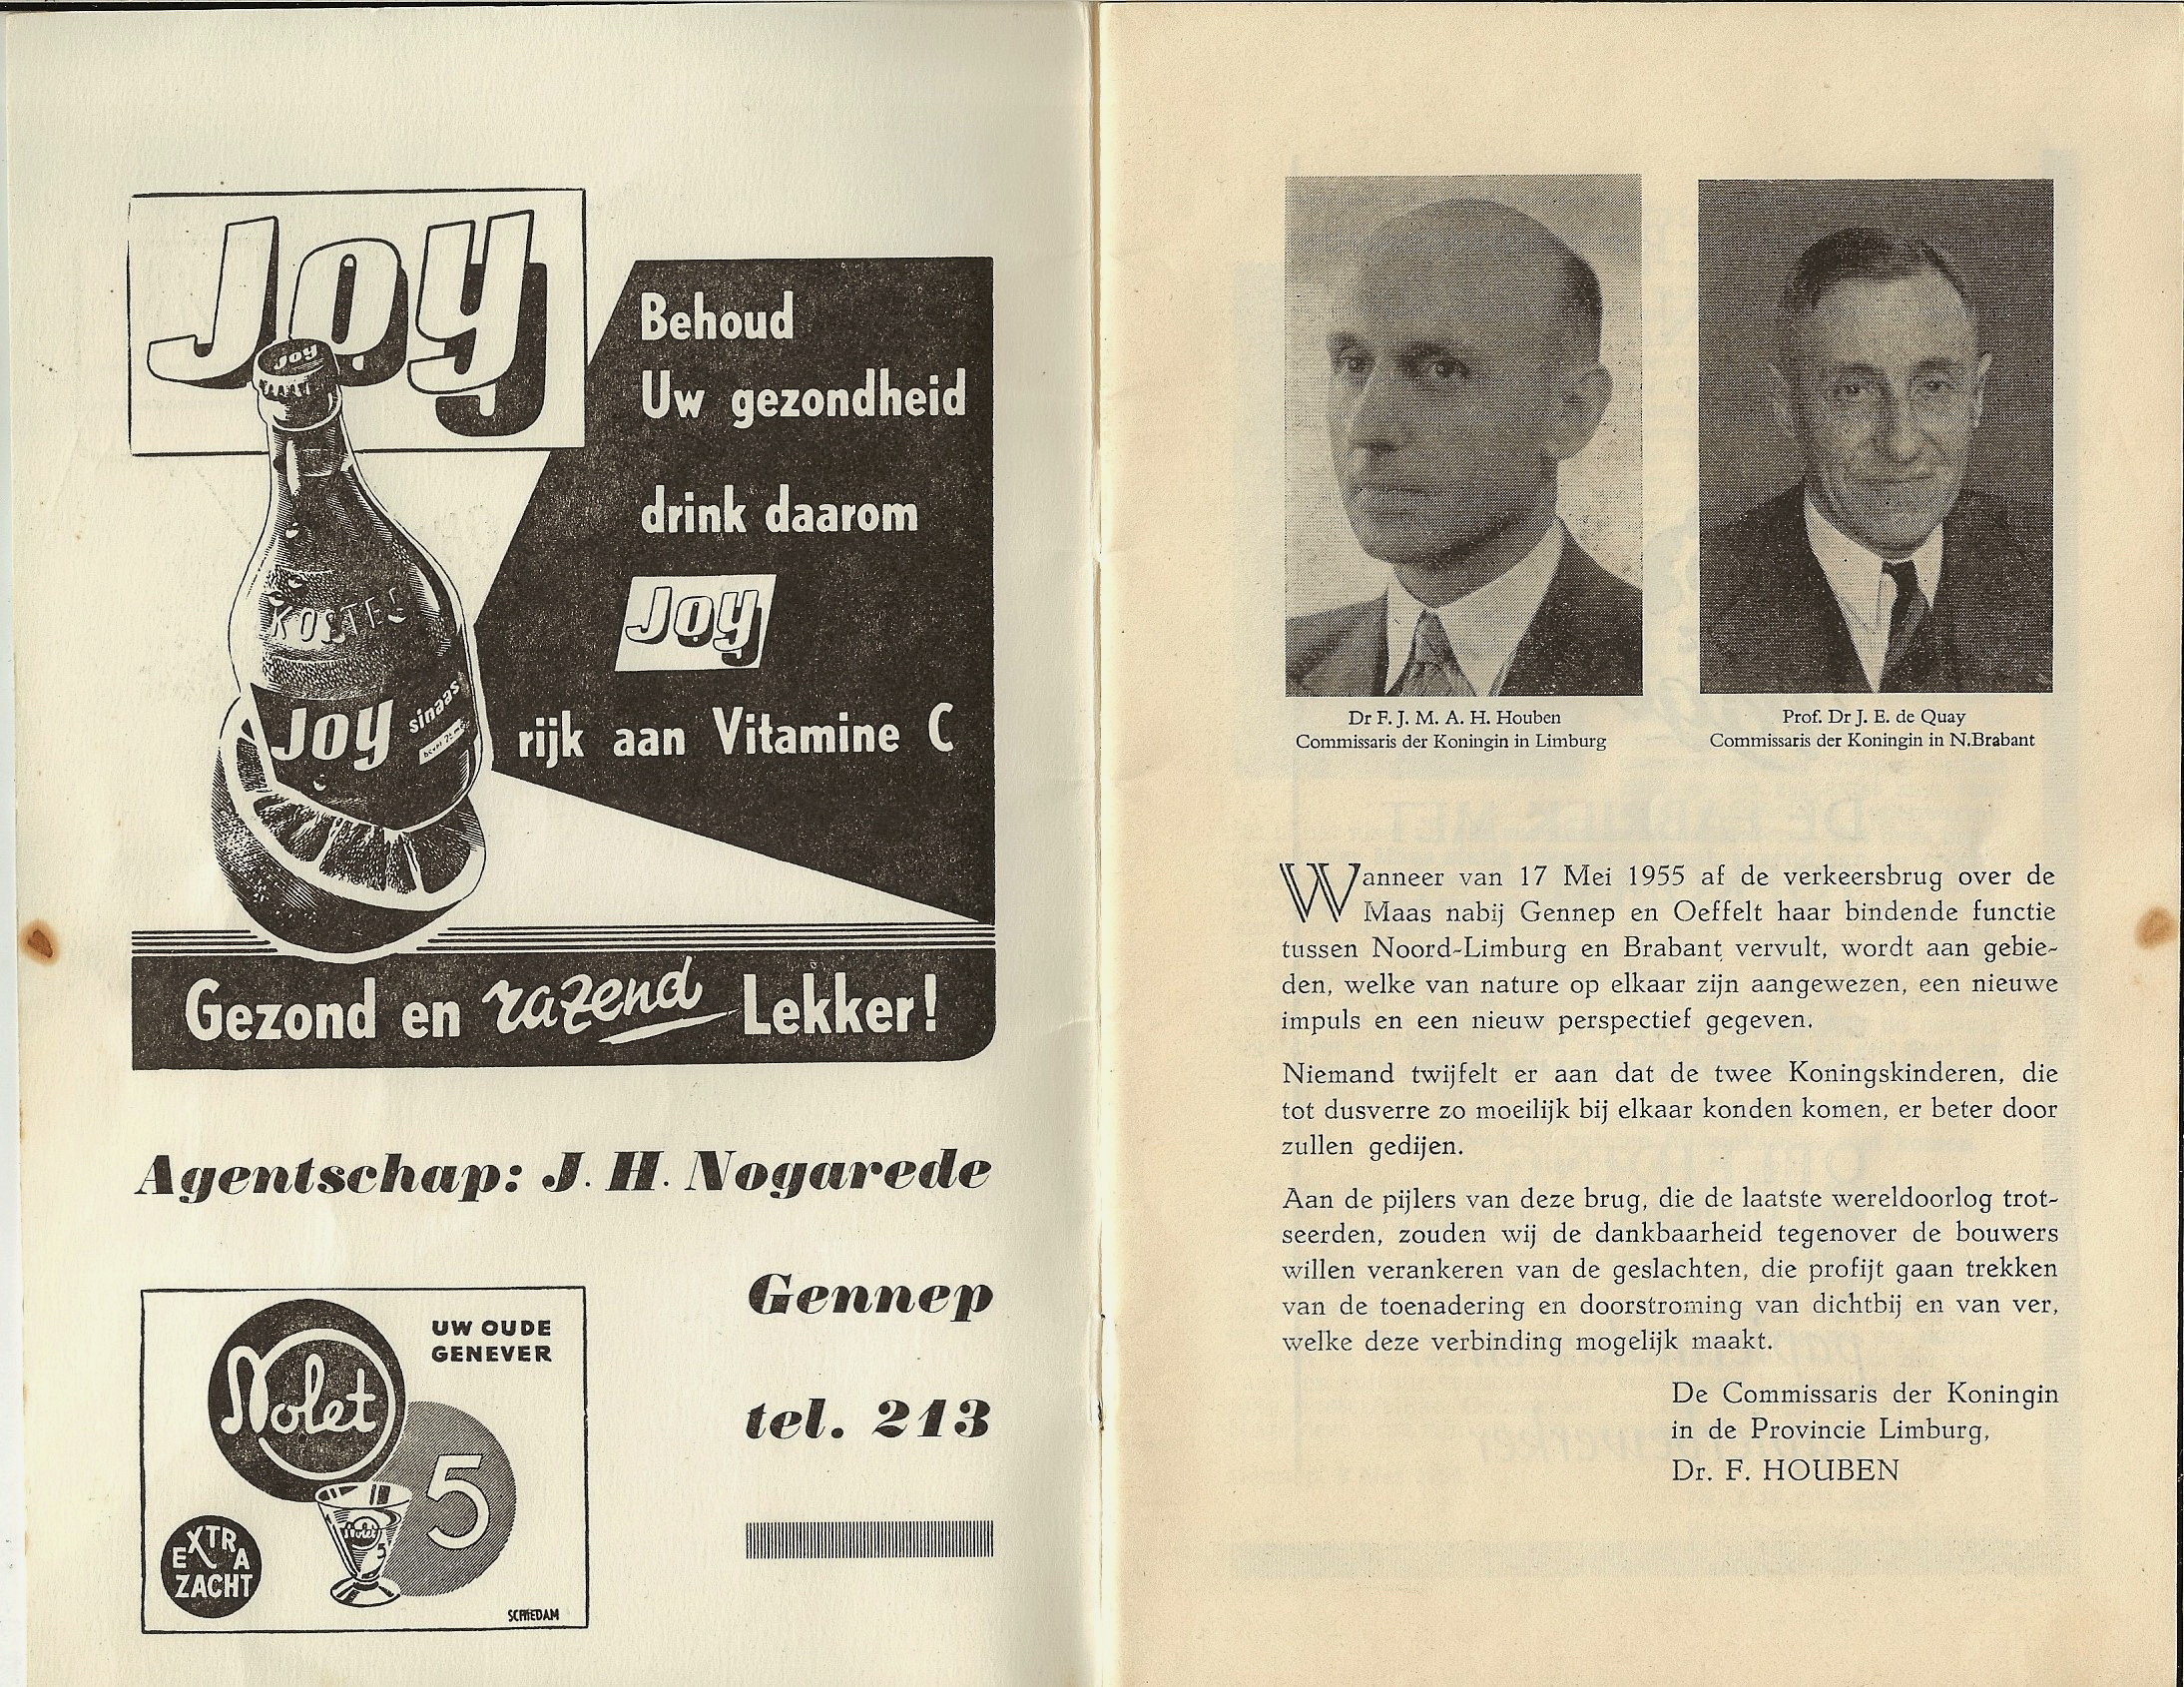 Joy
Joy
Behoud
Uw gezondheid
drink daarom
Joy
rijk aan Vitamine C
KOSTES
Joy sinaas
Gezond en razend Lekker!
Agentschap: J. H. Nogarede
Gennep
tel. 213
Nolet
UW OUDE
GENEVER
5
Nolet
5
EXTRA
ZACHT
SCHIEDAM
Dr F. J. M. A. H. Houben
Commissaris der Koningin in Limburg
Prof. Dr J. E. de Quay
Commissaris der Koningin in N.Brabant
Wanneer van 17 Mei 1955 af de verkeersbrug over de
Maas nabij Gennep en Oeffelt haar bindende functie
tussen Noord-Limburg en Brabant vervult, wordt aan gebie-
den, welke van nature op elkaar zijn aangewezen, een nieuwe
impuls en een nieuw perspectief gegeven.
Niemand twijfelt er aan dat de twee Koningskinderen, die
tot dusverre zo moeilijk bij elkaar konden komen, er beter door
zullen gedijen.
Aan de pijlers van deze brug, die de laatste wereldoorlog trot-
seerden, zouden wij de dankbaarheid tegenover de bouwers
willen verankeren van de geslachten, die profijt gaan trekken
van de toenadering en doorstroming van dichtbij en van ver,
welke deze verbinding mogelijk maakt.
De Commissaris der Koningin
in de Provincie Limburg,
Dr. F. HOUBEN